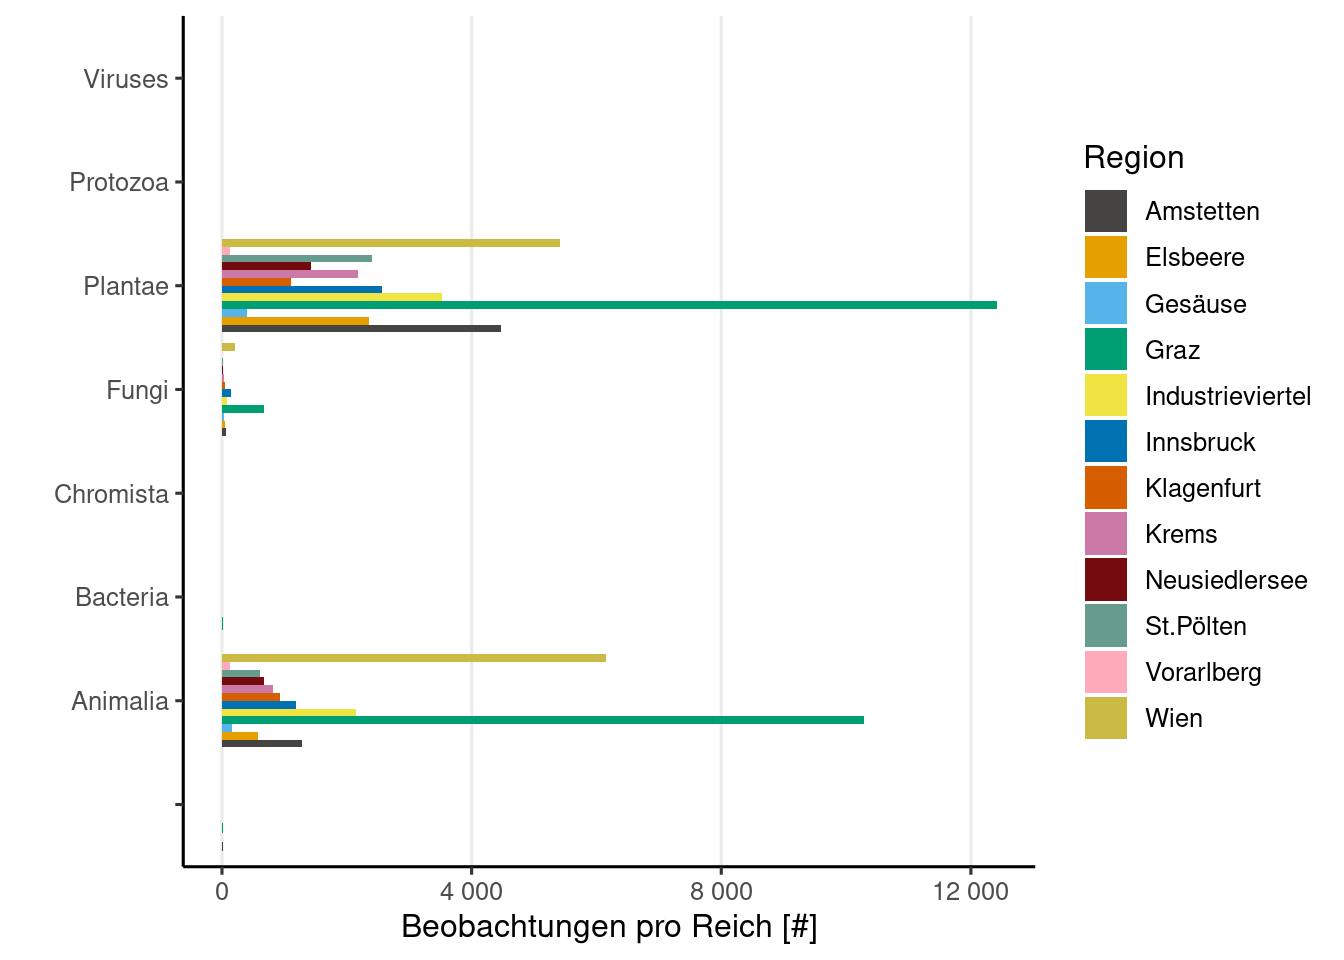 Viruses
Protozoa
Plantae
Fungi
Chromista
Bacteria
Animalia
0
4 000
8 000
12 000
Beobachtungen pro Reich [#]
Region
Amstetten
Elsbeere
Gesäuse
Graz
Industrieviertel
Innsbruck
Klagenfurt
Krems
Neusiedlersee
St.Pölten
Vorarlberg
Wien